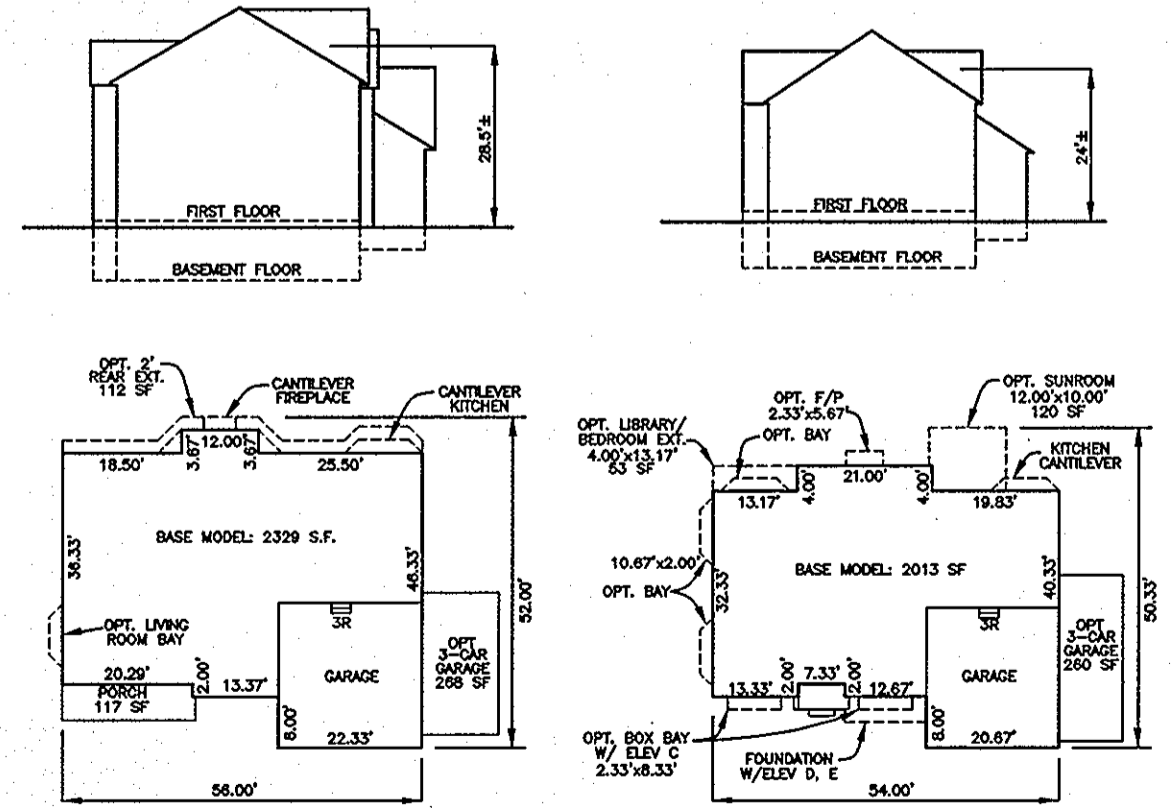 28.5'±
FIRST FLOOR
BASEMENT FLOOR
24'±
FIRST FLOOR
BASEMENT FLOOR
OPT. 2'
REAR EXT.
112 SF
CANTILEVER
FIREPLACE
CANTILEVER
KITCHEN
12.00'
3.67'
3.67'
18.50'
25.50'
BASE MODEL: 2329 S.F.
36.33'
46.33'
52.00'
OPT. LIVING
ROOM BAY
3R
20.29'
2.00'
13.37'
PORCH
117 SF
GARAGE
OPT
3-CAR
GARAGE
268 SF
8.00'
22.33'
56.00'
OPT. SUNROOM
12.00'x10.00'
120 SF
OPT. F/P
2.33'x5.67'
OPT. LIBRARY/
BEDROOM EXT.
4.00'x13.17'
53 SF
OPT. BAY
KITCHEN
CANTILEVER
21.00'
13.17'
4.00'
4.00'
19.83'
10.67'x2.00'
32.33'
BASE MODEL: 2013 SF
40.33'
50.33'
OPT. BAY
3R
OPT
3-CAR
GARAGE
260 SF
GARAGE
7.33'
13.33'
2.00'
2.00'
12.67'
8.00'
20.67'
OPT. BOX BAY
W/ ELEV C
2.33'x8.33'
FOUNDATION
W/ELEV D, E
54.00'